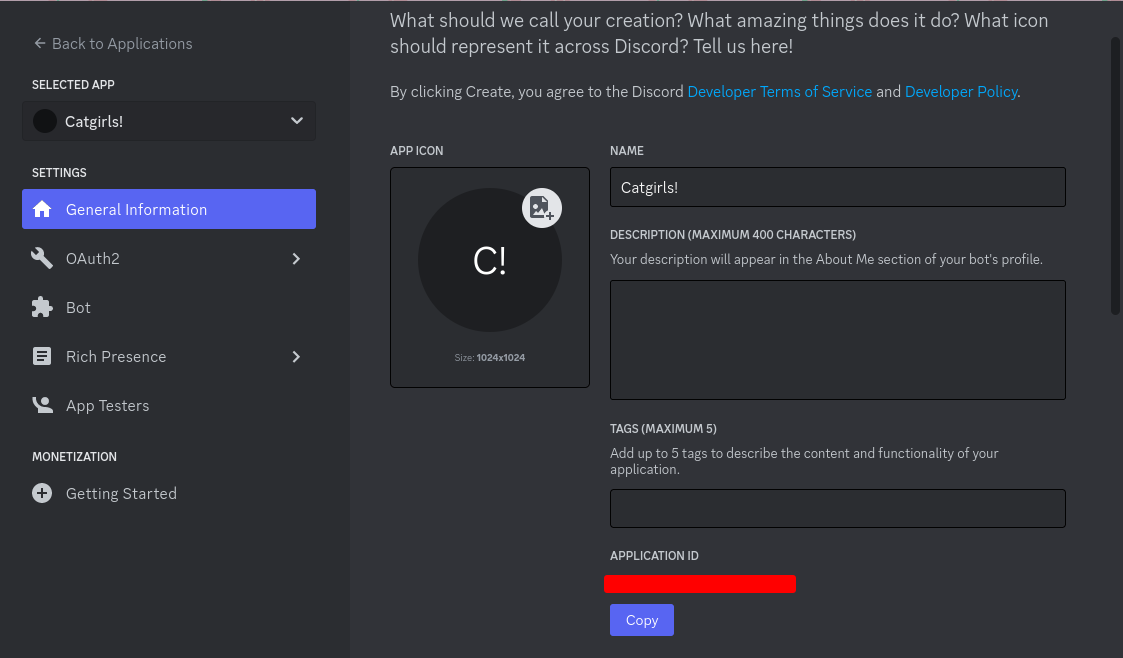 Back to Applications
SELECTED APP
Catgirls!
SETTINGS
General Information
OAuth2
Bot
Rich Presence
App Testers
MONETIZATION
Getting Started
What should we call your creation? What amazing things does it do? What icon
should represent it across Discord? Tell us here!
By clicking Create, you agree to the Discord Developer Terms of Service and Developer Policy.
APP ICON
C!
Size: 1024x1024
NAME
Catgirls!
DESCRIPTION (MAXIMUM 400 CHARACTERS)
Your description will appear in the About Me section of your bot's profile.
TAGS (MAXIMUM 5)
Add up to 5 tags to describe the content and functionality of your
application.
APPLICATION ID
Copy